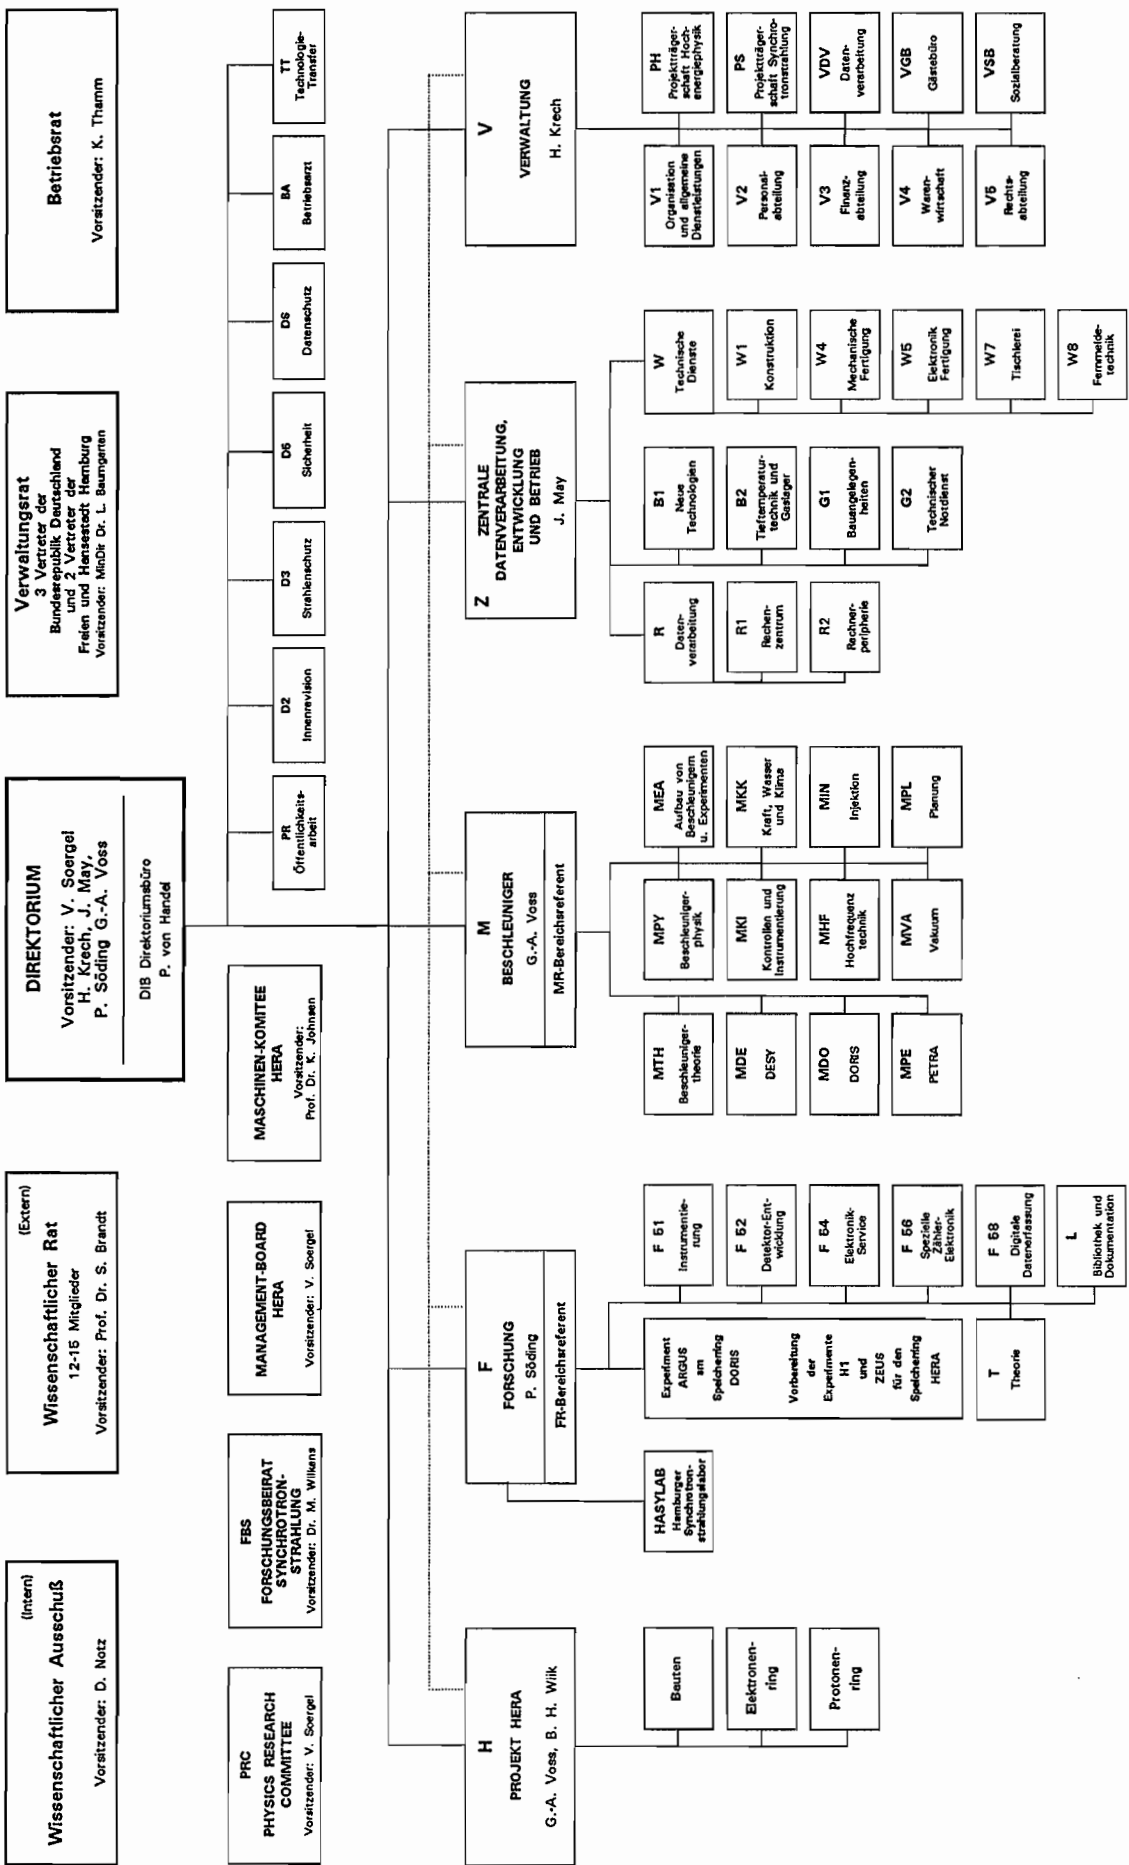 (Intern)
Wissenschaftlicher Ausschuß
Vorsitzender: D. Notz
(Extern)
Wissenschaftlicher Rat
12-15 Mitglieder
Vorsitzender: Prof. Dr. S. Brandt
DIREKTORIUM
Vorsitzender: V. Soergel
H. Krech, J. May,
P. Söding G.-A. Voss
DIB Direktoriumsbüro
P. von Handel
Verwaltungsrat
3 Vertreter der
Bundesrepublik Deutschland
und 2 Vertreter der
Freien und Hansestadt Hamburg
Vorsitzender: MinDir Dr. L. Baumgarten
Betriebsrat
Vorsitzender: K. Thamm
PRC
PHYSICS RESEARCH
COMMITTEE
Vorsitzender: V. Soergel
FBS
FORSCHUNGSBEIRAT
SYNCHROTRON-
STRAHLUNG
Vorsitzender: Dr. M. Wilkens
MANAGEMENT-BOARD
HERA
Vorsitzender: V. Soergel
MASCHINEN-KOMITEE
HERA
Vorsitzender:
Prof. Dr. K. Johnsen
PR
Öffentlichkeits-
arbeit
D2
Innenrevision
D3
Strahlenschutz
D5
Sicherheit
DS
Datenschutz
BA
Betriebsarzt
TT
Technologie-
Transfer
H
PROJEKT HERA
G.-A. Voss, B. H. Wiik
F
FORSCHUNG
P. Söding
FR-Bereichsreferent
M
BESCHLEUNIGER
G.-A. Voss
MR-Bereichsreferent
Z
ZENTRALE
DATENVERARBEITUNG,
ENTWICKLUNG
UND BETRIEB
J. May
V
VERWALTUNG
H. Krech
Bauten
Elektronen-
ring
Protonen-
ring
HASYLAB
Hamburger
Synchrotron-
strahlungslabor
Experiment
ARGUS
am
Speicherring
DORIS
Vorbereitung
der
Experimente
H1
und
ZEUS
für den
Speicherring
HERA
T
Theorie
F 51
Instrumentie-
rung
F 52
Detektor-Ent-
wicklung
F 54
Elektronik-
Service
F 56
Spezielle
Zähler-
Elektronik
F 58
Digitale
Datenerfassung
L
Bibliothek und
Dokumentation
MTH
Beschleuniger-
theorie
MDE
DESY
MDO
DORIS
MPE
PETRA
MPY
Beschleuniger-
physik
MKI
Kontrollen und
Instrumentierung
MHF
Hochfrequenz
technik
MVA
Vakuum
MEA
Aufbau von
Beschleunigern
u. Experimenten
MKK
Kraft, Wasser
und Klima
MIN
Injektion
MPL
Planung
R
Daten-
verarbeitung
R1
Rechen-
zentrum
R2
Rechner-
peripherie
B1
Neue
Technologien
B2
Tieftemperatur-
technik und
Gaslager
G1
Bauangelegen-
heiten
G2
Technischer
Notdienst
W
Technische
Dienste
W1
Konstruktion
W4
Mechanische
Fertigung
W5
Elektronik
Fertigung
W7
Tischlerei
W8
Fernmelde-
technik
V1
Organisation
und allgemeine
Dienstleistungen
V2
Personal-
abteilung
V3
Finanz-
abteilung
V4
Waren-
wirtschaft
V5
Rechts-
abteilung
PH
Projektträger-
schaft Hoch-
energiephysik
PS
Projektträger-
schaft Synchro-
tronstrahlung
VDV
Daten-
verarbeitung
VGB
Gästebüro
VSB
Sozialberatung